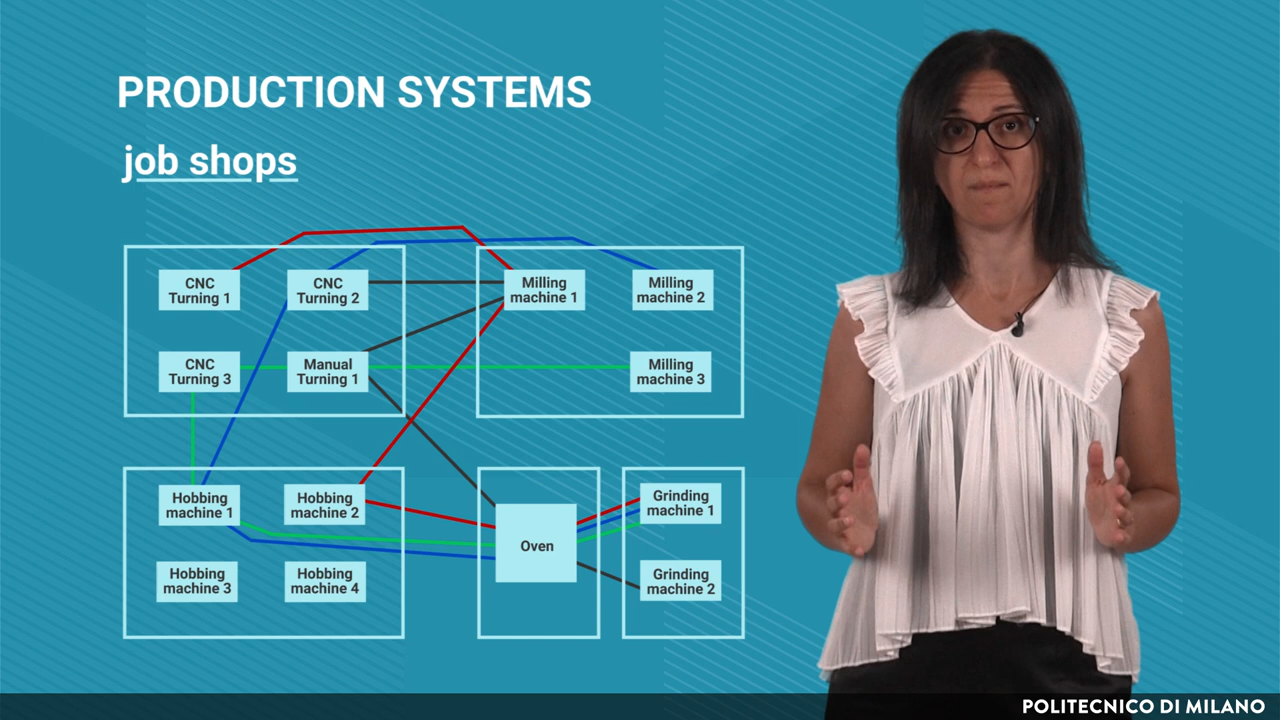 PRODUCTION SYSTEMS
job shops
CNC
Turning 1
CNC
Turning 2
Milling
machine 1
Milling
machine 2
CNC
Turning 3
Manual
Turning 1
Milling
machine 3
Hobbing
machine 1
Hobbing
machine 2
Grinding
machine 1
Oven
Hobbing
machine 3
Hobbing
machine 4
Grinding
machine 2
POLITECNICO DI MILANO